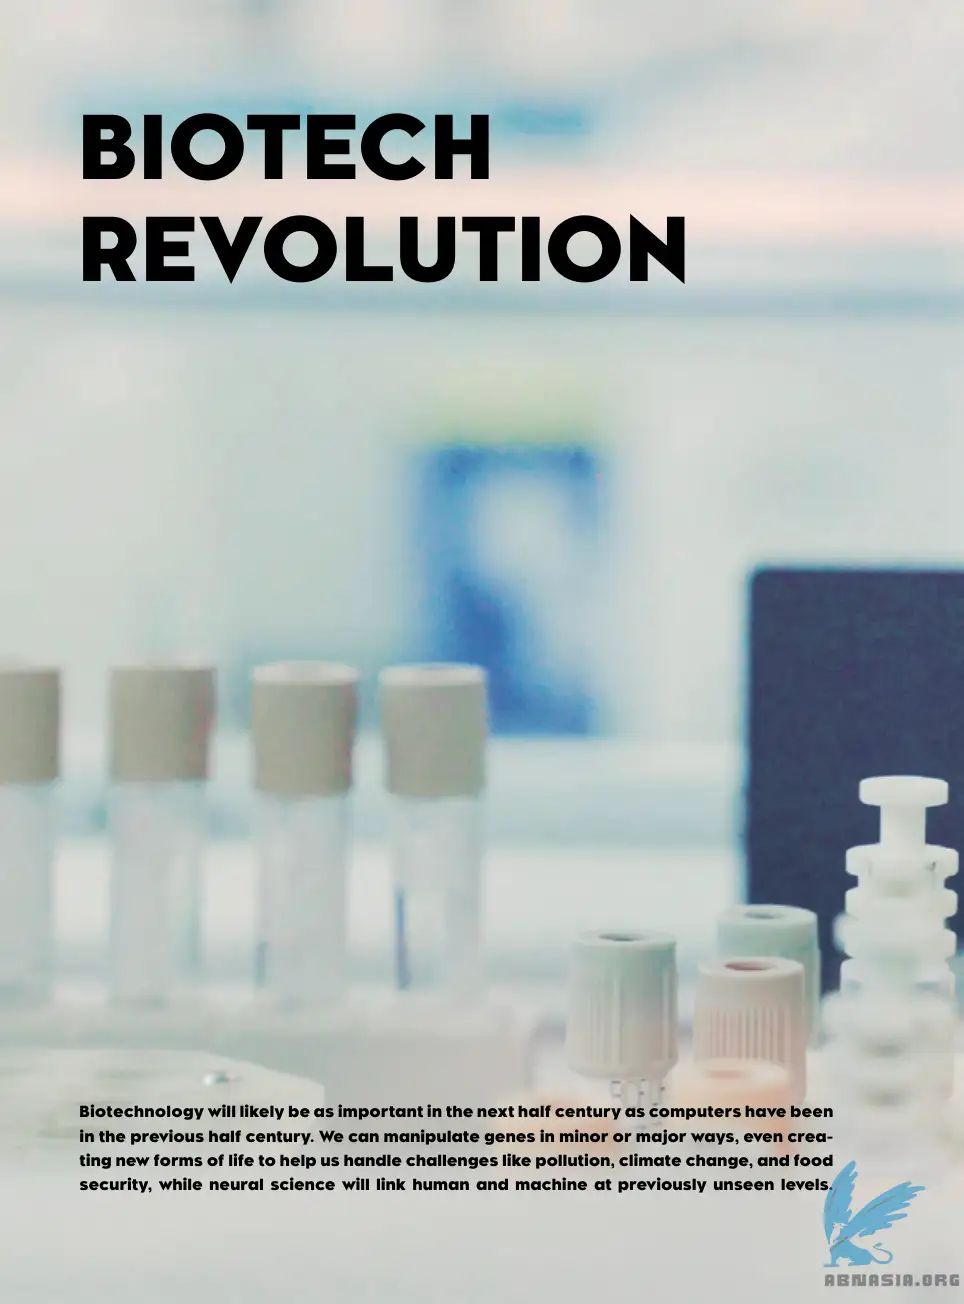 BIOTECH
REVOLUTION
Biotechnology will likely be as important in the next half century as computers have been
in the previous half century. We can manipulate genes in minor or major ways, even crea-
ting new forms of life to help us handle challenges like pollution, climate change, and food
security, while neural science will link human and machine at previously unseen levels.
ABNASIA.ORG